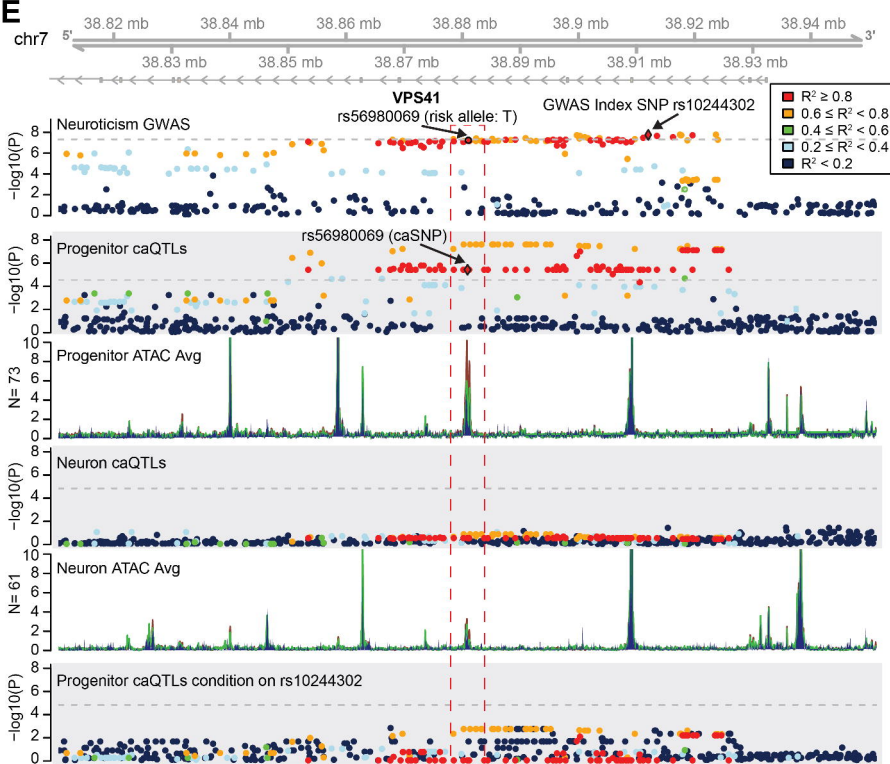 E
38.82 mb 38.84 mb 38.86 mb 38.88 mb 38.9 mb 38.92 mb 38.94 mb
chr7 5' 3'
38.83 mb 38.85 mb 38.87 mb 38.89 mb 38.91 mb 38.93 mb
VPS41
rs56980069 (risk allele: T)
GWAS Index SNP rs10244302
R² ≥ 0.8
0.6 ≤ R² < 0.8
0.4 ≤ R² < 0.6
0.2 ≤ R² < 0.4
R² < 0.2
Neuroticism GWAS
−log10(P)
8
6
4
2
0
rs56980069 (caSNP)
Progenitor caQTLs
−log10(P)
8
6
4
2
0
Progenitor ATAC Avg
N= 73
10
8
6
4
2
0
Neuron caQTLs
−log10(P)
8
6
4
2
0
Neuron ATAC Avg
N= 61
10
8
6
4
2
0
Progenitor caQTLs condition on rs10244302
−log10(P)
8
6
4
2
0